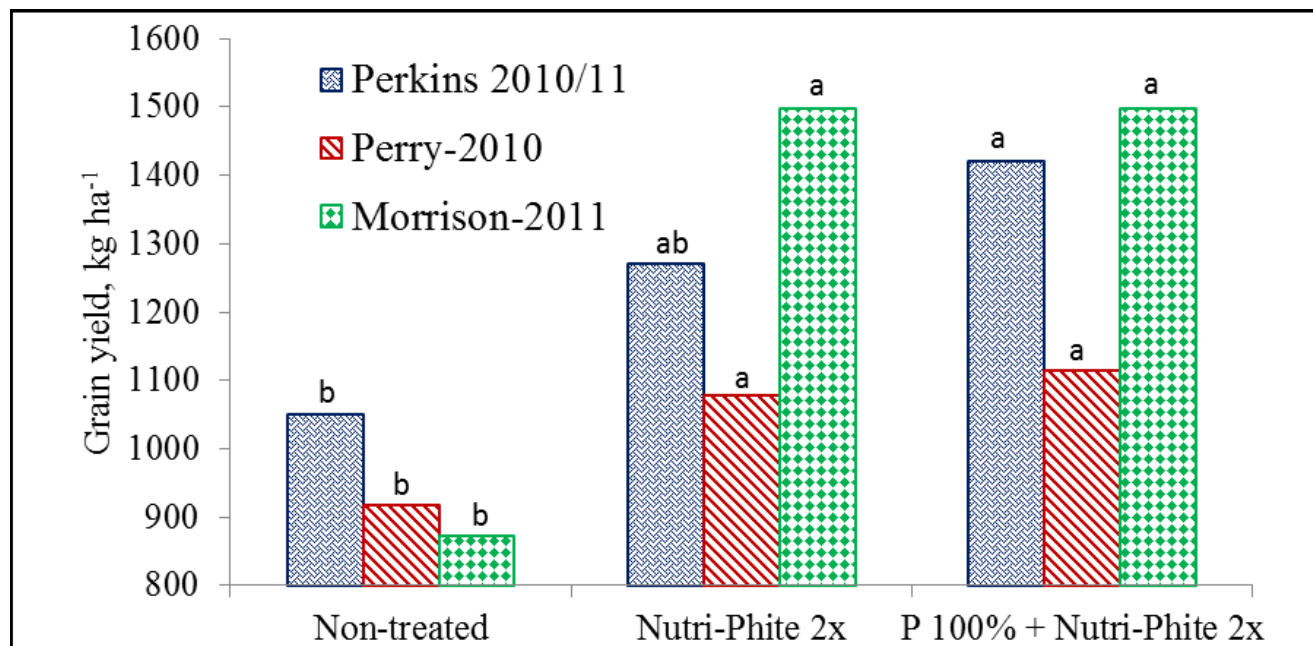 Grain yield, kg ha⁻¹
1600
1500
1400
1300
1200
1100
1000
900
800
Perkins 2010/11
Perry-2010
Morrison-2011
b
b
b
ab
a
a
a
a
a
Non-treated
Nutri-Phite 2x
P 100% + Nutri-Phite 2x